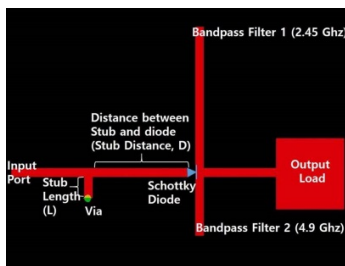 Bandpass Filter 1 (2.45 Ghz)
Distance between
Stub and diode
(Stub Distance, D)
Input
Port
Stub
Length
(L)
Via
Schottky
Diode
Output
Load
Bandpass Filter 2 (4.9 Ghz)